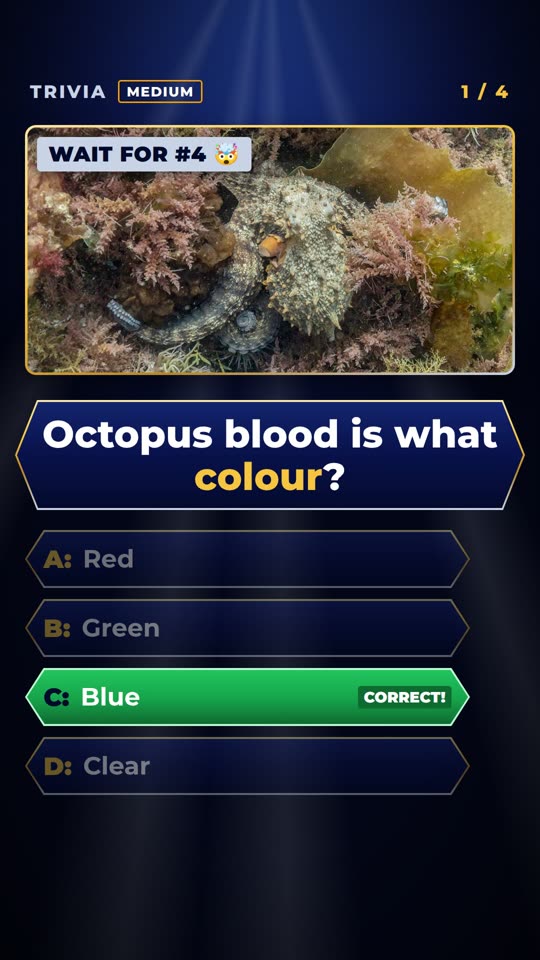 TRIVIA MEDIUM 1 / 4
WAIT FOR #4 🤯
Octopus blood is what
colour?
A: Red
B: Green
C: Blue CORRECT!
D: Clear